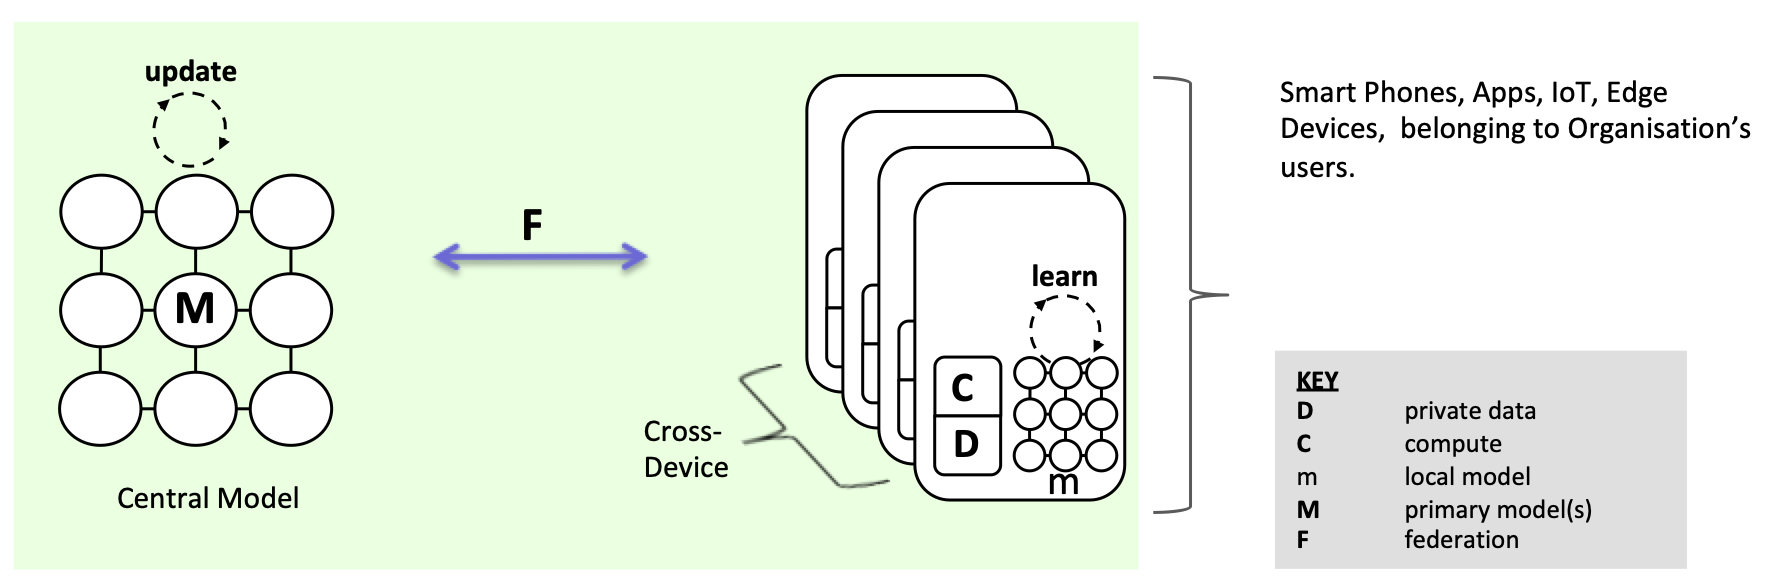 update
M
Central Model
F
Cross-
Device
learn
C
D
m
Smart Phones, Apps, IoT, Edge
Devices,  belonging to Organisation’s
users.
KEY
D private data
C compute
m local model
M primary model(s)
F federation